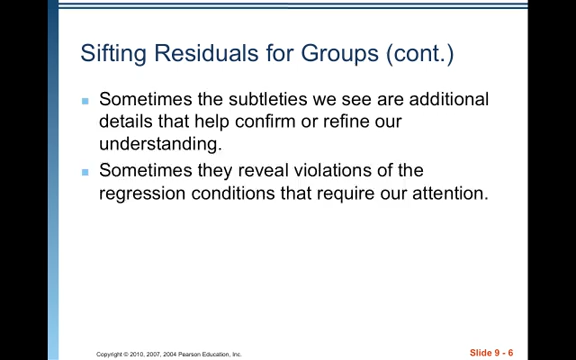 Sifting Residuals for Groups (cont.)
Sometimes the subtleties we see are additional
details that help confirm or refine our
understanding.
Sometimes they reveal violations of the
regression conditions that require our attention.
Copyright © 2010, 2007, 2004 Pearson Education, Inc.
Slide 9 - 6